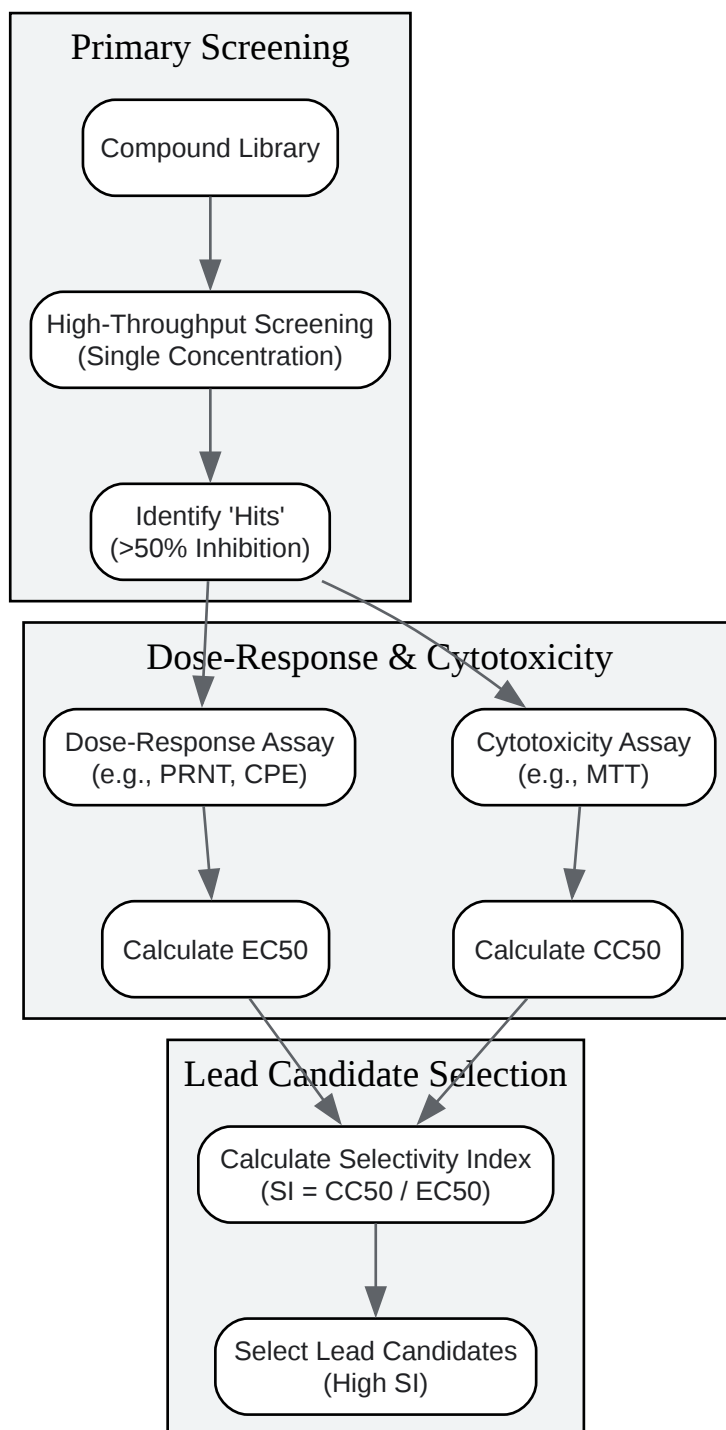 Primary Screening
Compound Library
High-Throughput Screening
(Single Concentration)
Identify 'Hits'
(>50% Inhibition)
Dose-Response & Cytotoxicity
Dose-Response Assay
(e.g., PRNT, CPE)
Cytotoxicity Assay
(e.g., MTT)
Calculate EC50
Calculate CC50
Lead Candidate Selection
Calculate Selectivity Index
(SI = CC50 / EC50)
Select Lead Candidates
(High SI)